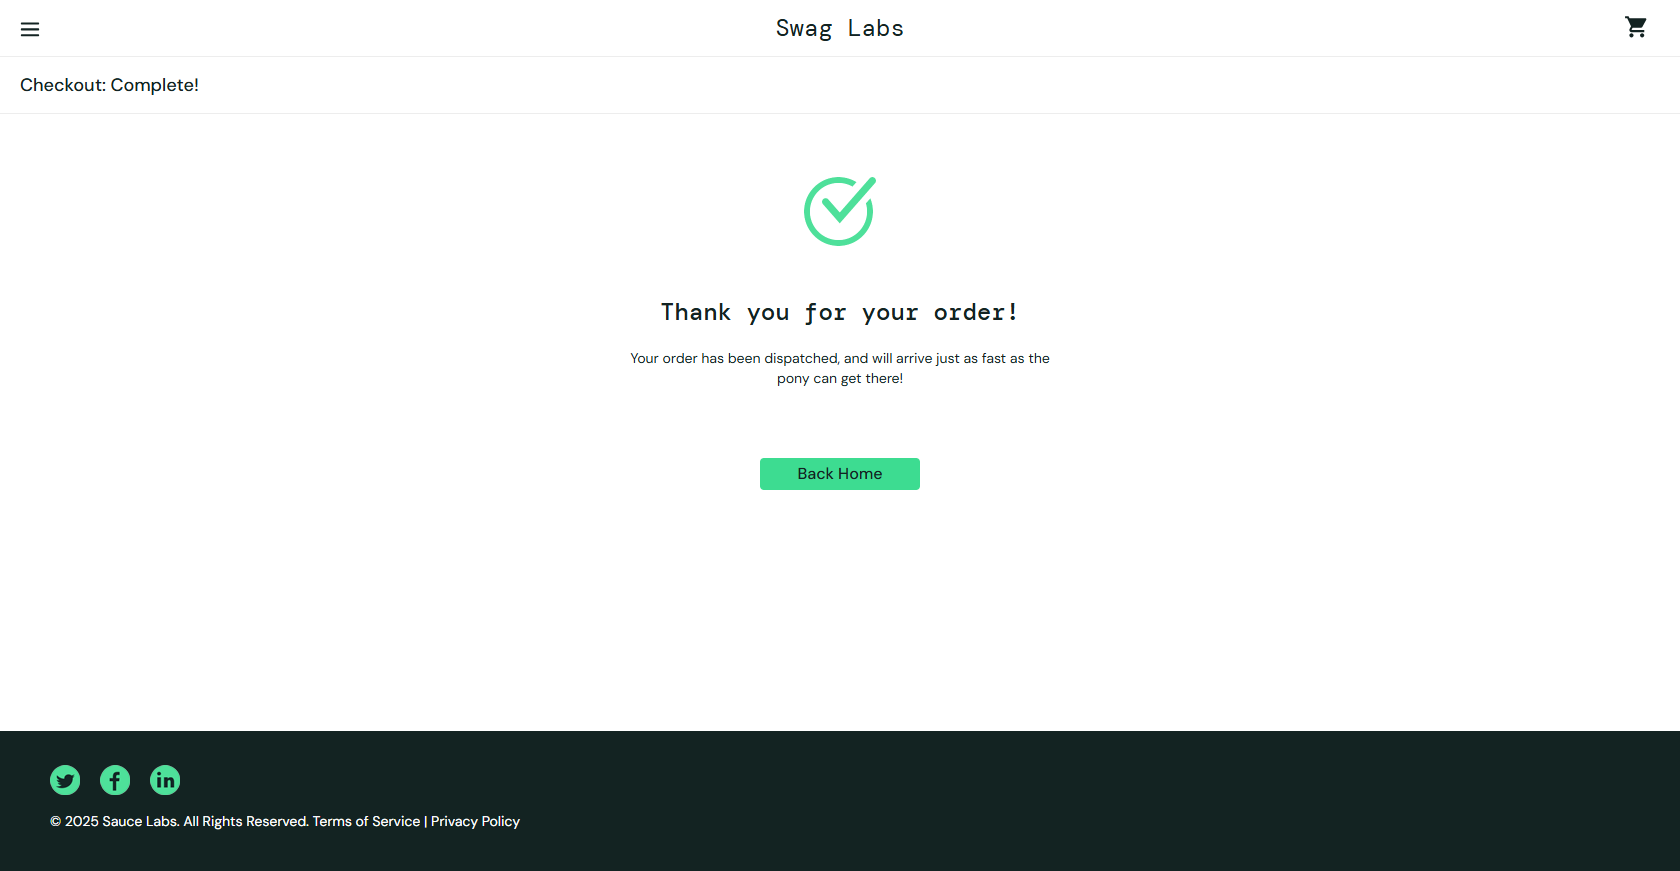 Swag Labs
Checkout: Complete!
Thank you for your order!
Your order has been dispatched, and will arrive just as fast as the
pony can get there!
Back Home
© 2025 Sauce Labs. All Rights Reserved. Terms of Service | Privacy Policy